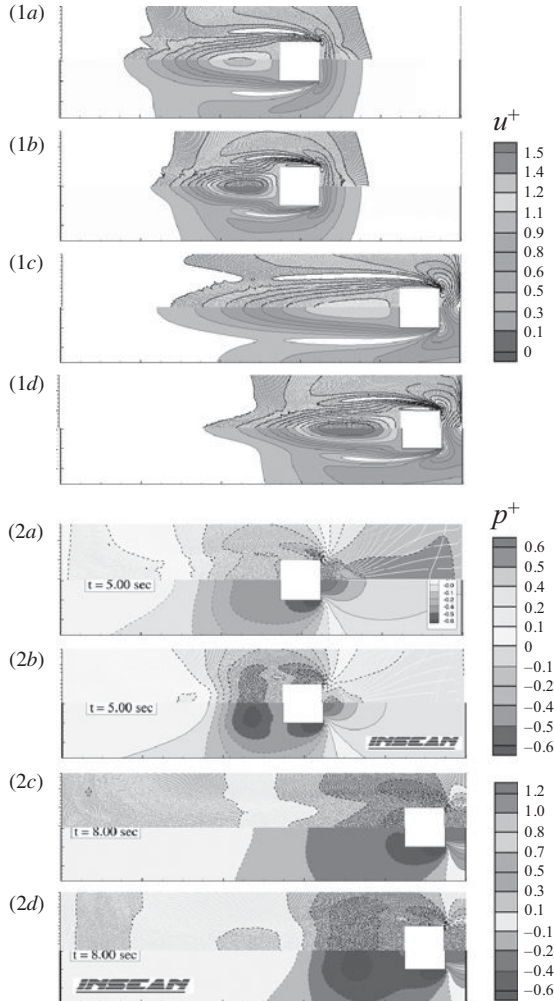 (1a)
(1b)
(1c)
(1d)
u+
1.5
1.4
1.2
1.1
0.9
0.8
0.6
0.5
0.3
0.1
0
(2a)
t = 5.00 sec
(2b)
t = 5.00 sec
INSEAN
(2c)
t = 8.00 sec
(2d)
t = 8.00 sec
INSEAN
p+
0.6
0.5
0.4
0.2
0.1
0
−0.1
−0.2
−0.4
−0.5
−0.6
1.2
1.0
0.8
0.7
0.5
0.3
0.1
−0.1
−0.2
−0.4
−0.6